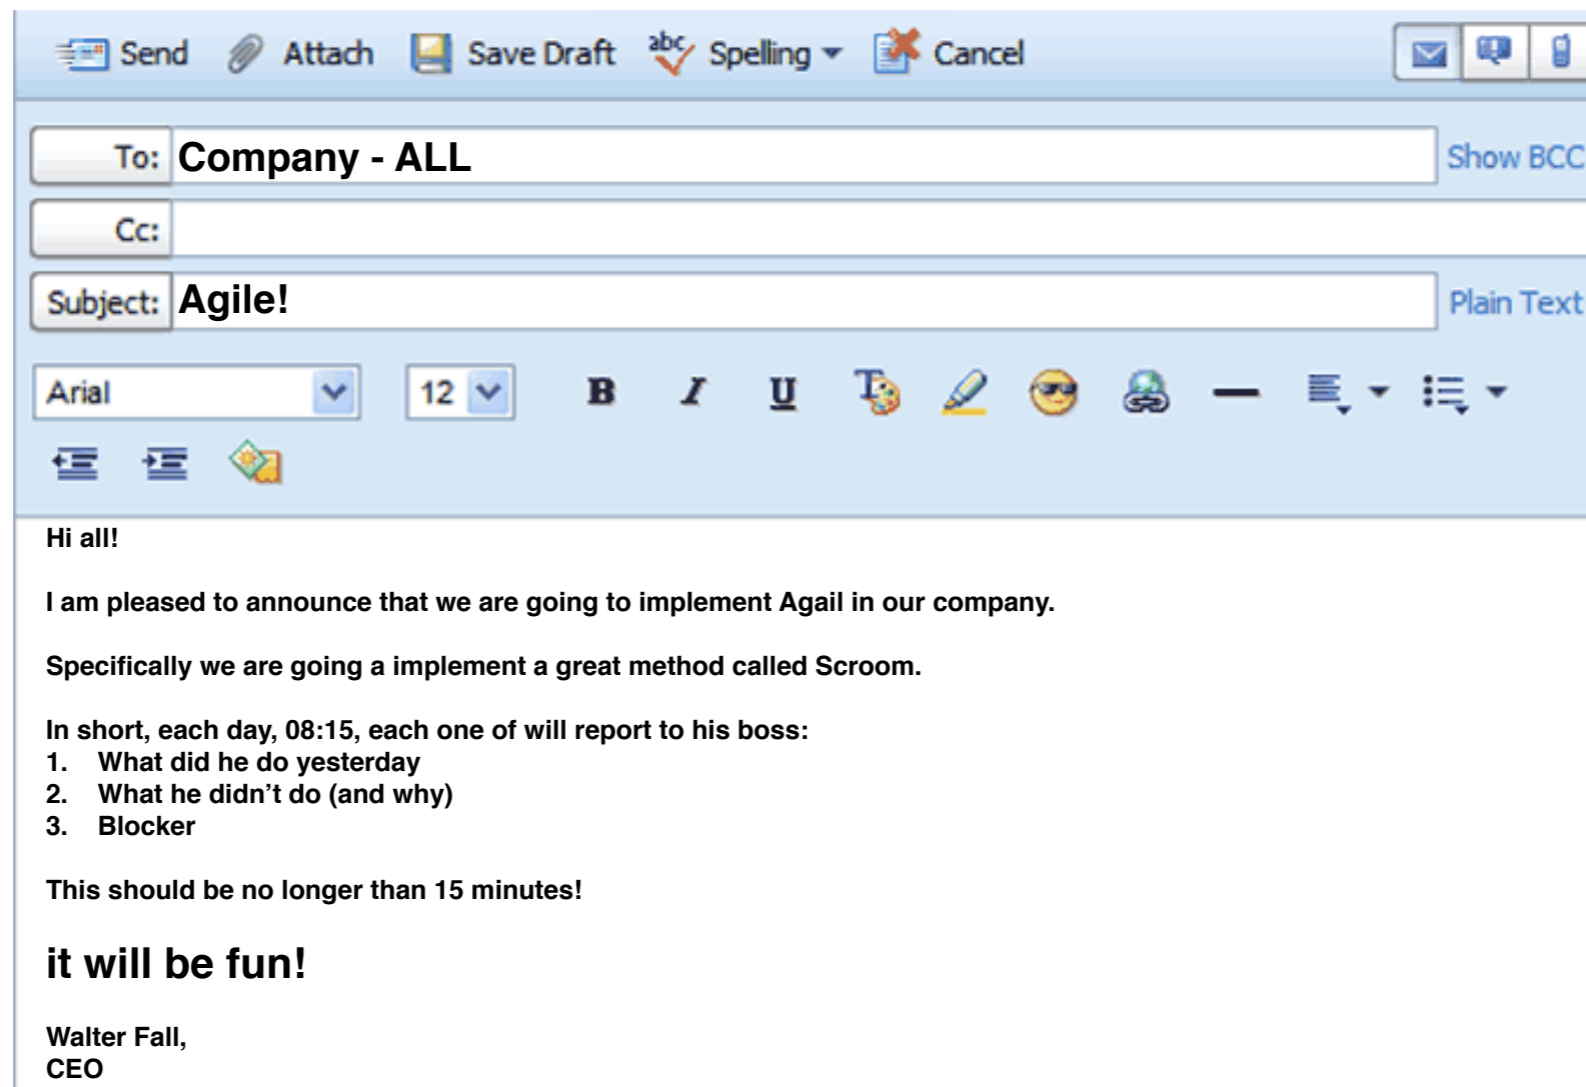 Send Attach Save Draft abc Spelling Cancel
To: Company - ALL Show BCC
Cc:
Subject: Agile! Plain Text
Arial 12 B I U T
Hi all!
I am pleased to announce that we are going to implement Agail in our company.
Specifically we are going a implement a great method called Scroom.
In short, each day, 08:15, each one of will report to his boss:
1. What did he do yesterday
2. What he didn’t do (and why)
3. Blocker
This should be no longer than 15 minutes!
it will be fun!
Walter Fall,
CEO